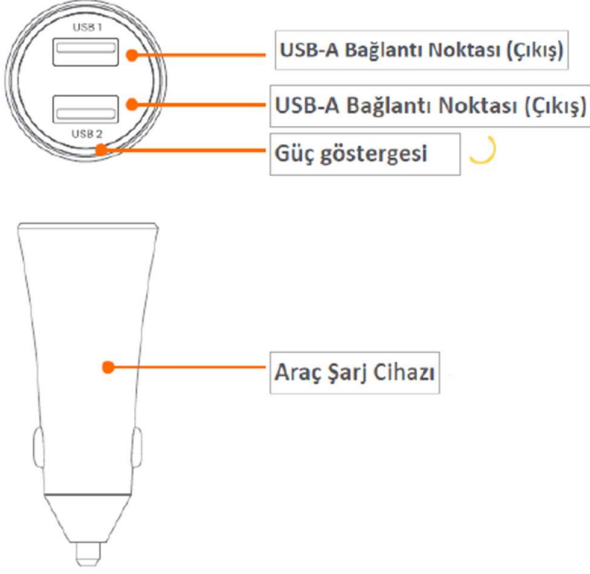 USB 1
USB-A Bağlantı Noktası (Çıkış)
USB-A Bağlantı Noktası (Çıkış)
USB 2
Güç göstergesi
Araç Şarj Cihazı